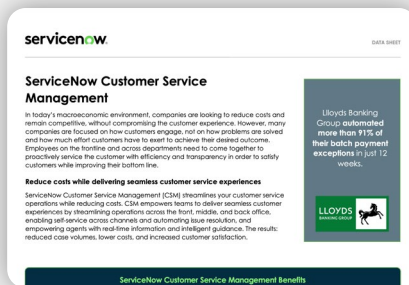 servicenow.
DATA SHEET
ServiceNow Customer Service
Management
In today's macroeconomic environment, companies are looking to reduce costs and
remain competitive, without compromising the customer experience. However, many
companies are focused on how customers engage, not on how problems are solved
and how much effort customers have to exert to achieve their desired outcome.
Employees on the frontline and across departments need to come together to
proactively service the customer with efficiency and transparency in order to satisfy
customers while improving their bottom line.
Reduce costs while delivering seamless customer service experiences
ServiceNow Customer Service Management (CSM) streamlines your customer service
operations while reducing costs. CSM empowers teams to deliver seamless customer
experiences by streamlining operations across the front, middle, and back office,
enabling self-service across channels and automating issue resolution, and
empowering agents with real-time information and intelligent guidance. The results:
reduced case volumes, lower costs, and increased customer satisfaction.
Lloyds Banking
Group automated
more than 91% of
their batch payment
exceptions in just 12
weeks.
LLOYDS
BANKING GROUP
ServiceNow Customer Service Management Benefits